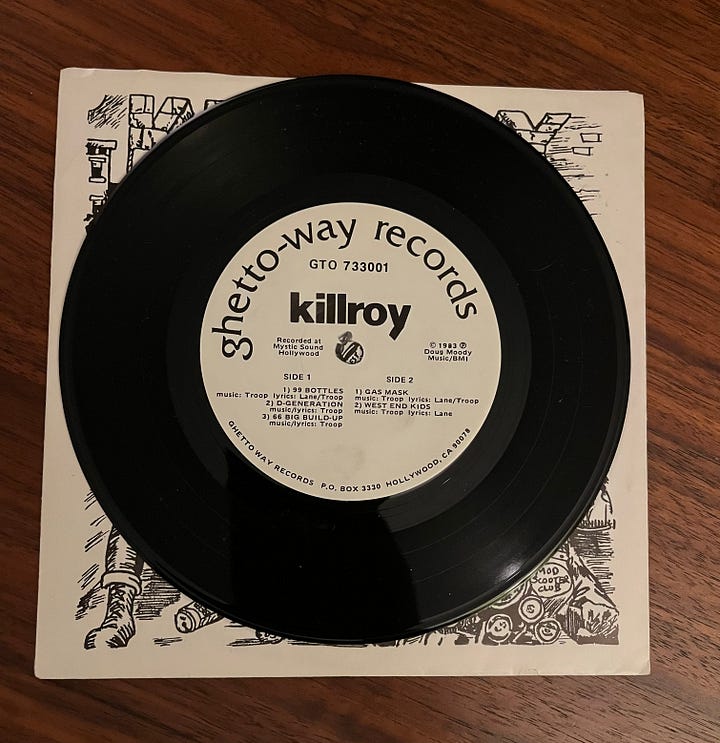 ghetto-way records
GTO 733001
killroy
Recorded at
Mystic Sound
Hollywood
© 1983 ℗
Doug Moody
Music/BMI
SIDE 1
1) 99 BOTTLES
music: Troop lyrics: Lane/Troop
2) D-GENERATION
music/lyrics: Troop
3) 66 BIG BUILD-UP
music/lyrics: Troop
SIDE 2
1) GAS MASK
music: Troop lyrics: Lane/Troop
2) WEST END KIDS
music: Troop lyrics: Lane
GHETTO WAY RECORDS P.O. BOX 3330 HOLLYWOOD, CA 90078
MOD
SCOOTER
CLUB